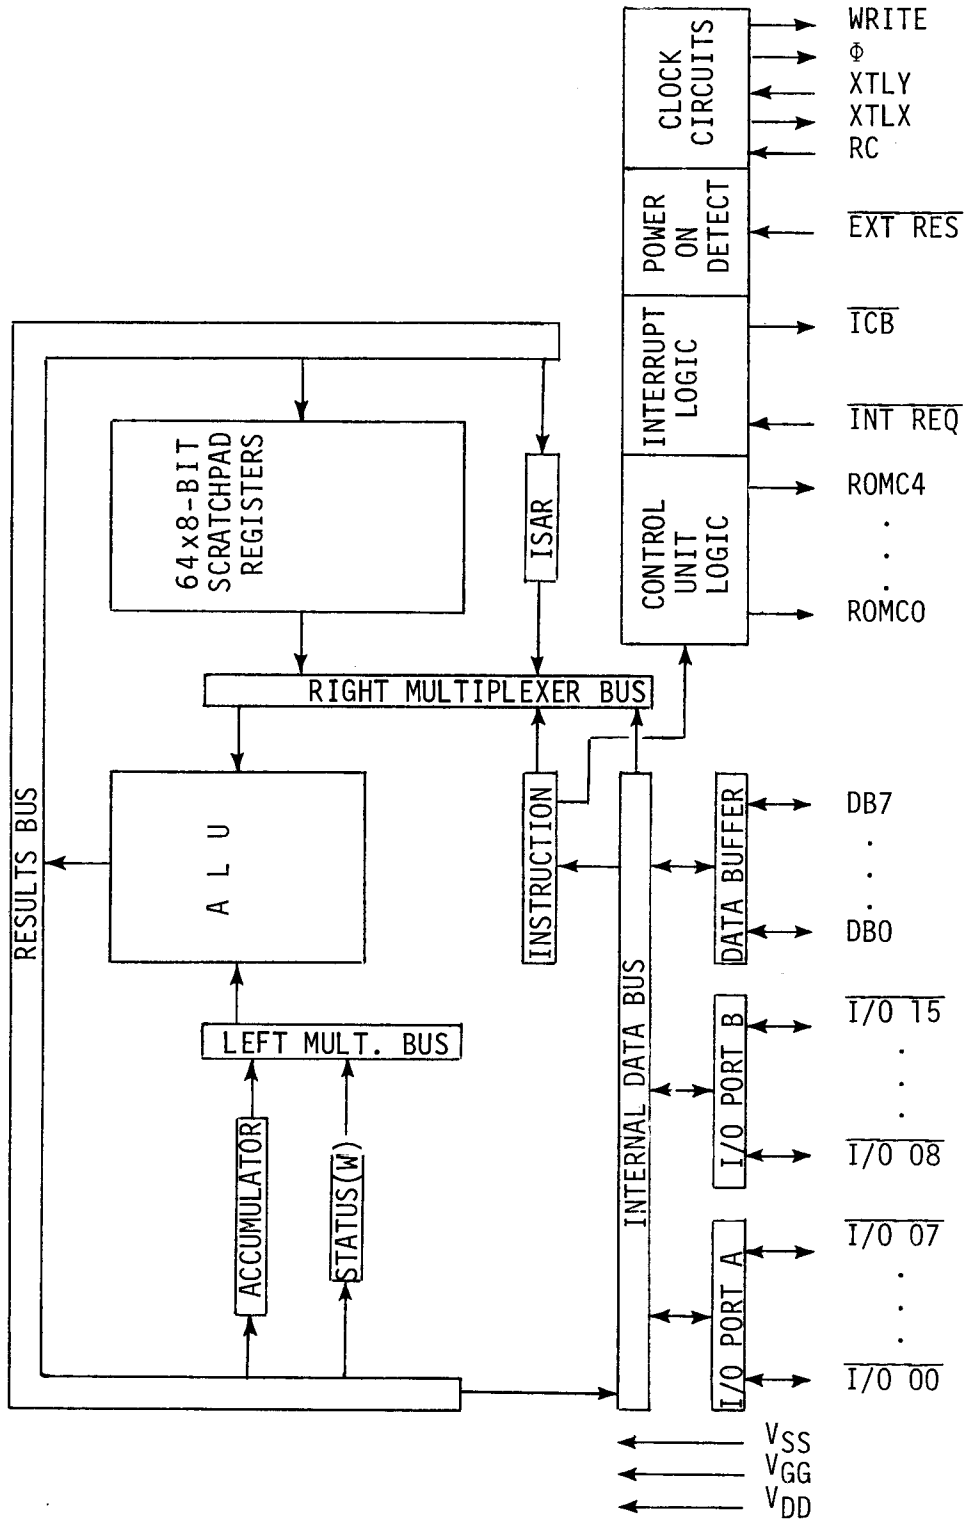 WRITE
Φ
XTLY
XTLX
RC
EXT RES
ICB
INT REQ
ROMC4
ROMC0
DB7
DB0
I/O 15
I/O 08
I/O 07
I/O 00
VSS
VGG
VDD
CLOCK
CIRCUITS
POWER
ON
DETECT
INTERRUPT
LOGIC
CONTROL
UNIT
LOGIC
64x8-BIT
SCRATCHPAD
REGISTERS
ISAR
RIGHT MULTIPLEXER BUS
RESULTS BUS
ALU
INSTRUCTION
DATA BUFFER
LEFT MULT. BUS
INTERNAL DATA BUS
I/O PORT B
ACCUMULATOR
STATUS(W)
I/O PORT A